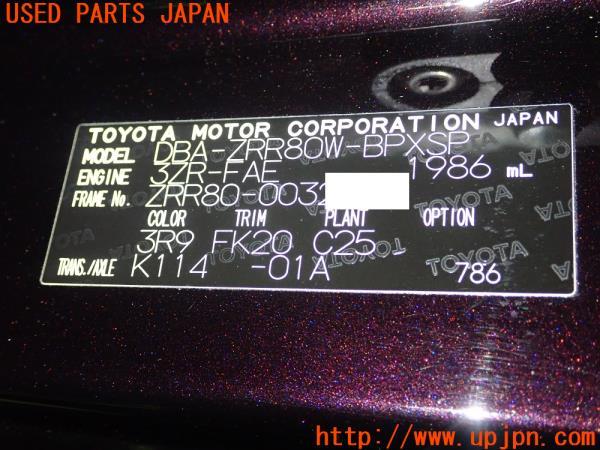 USED PARTS JAPAN
TOYOTA MOTOR CORPORATION JAPAN
MODEL DBA-ZRR80W-BPXSP
ENGINE 3ZR-FAE 1986 mL
FRAME No. ZRR80-0032
COLOR TRIM PLANT OPTION
3R9 FK20 C25
TRANS./AXLE K114 -01A 786
http://www.upjpn.com